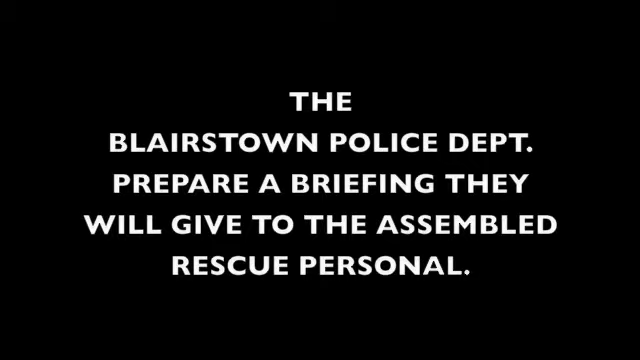 THE
BLAIRSTOWN POLICE DEPT.
PREPARE A BRIEFING THEY
WILL GIVE TO THE ASSEMBLED
RESCUE PERSONAL.